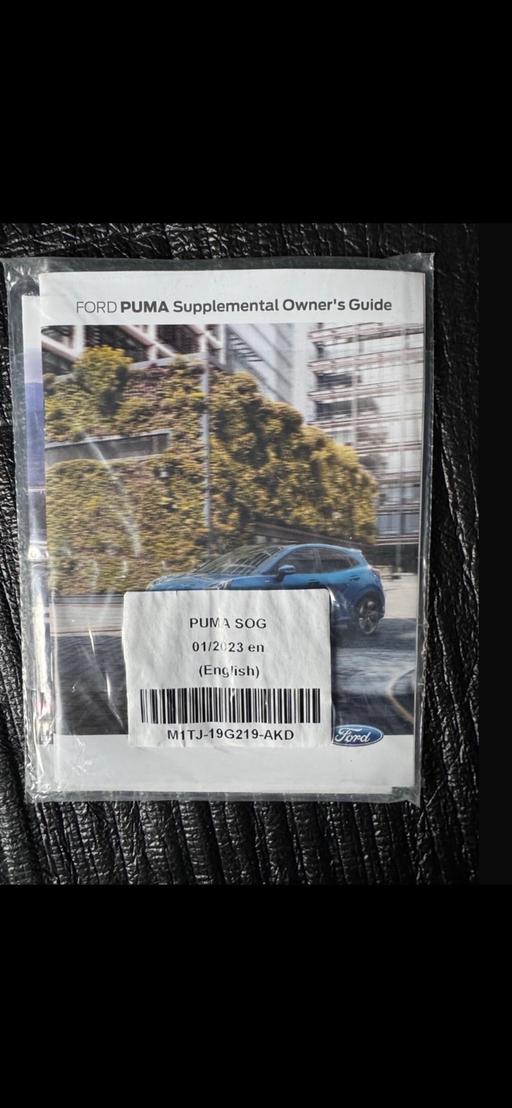 FORD PUMA Supplemental Owner's Guide
PUMA SOG
01/2023 en
(English)
M1TJ-19G219-AKD
Ford